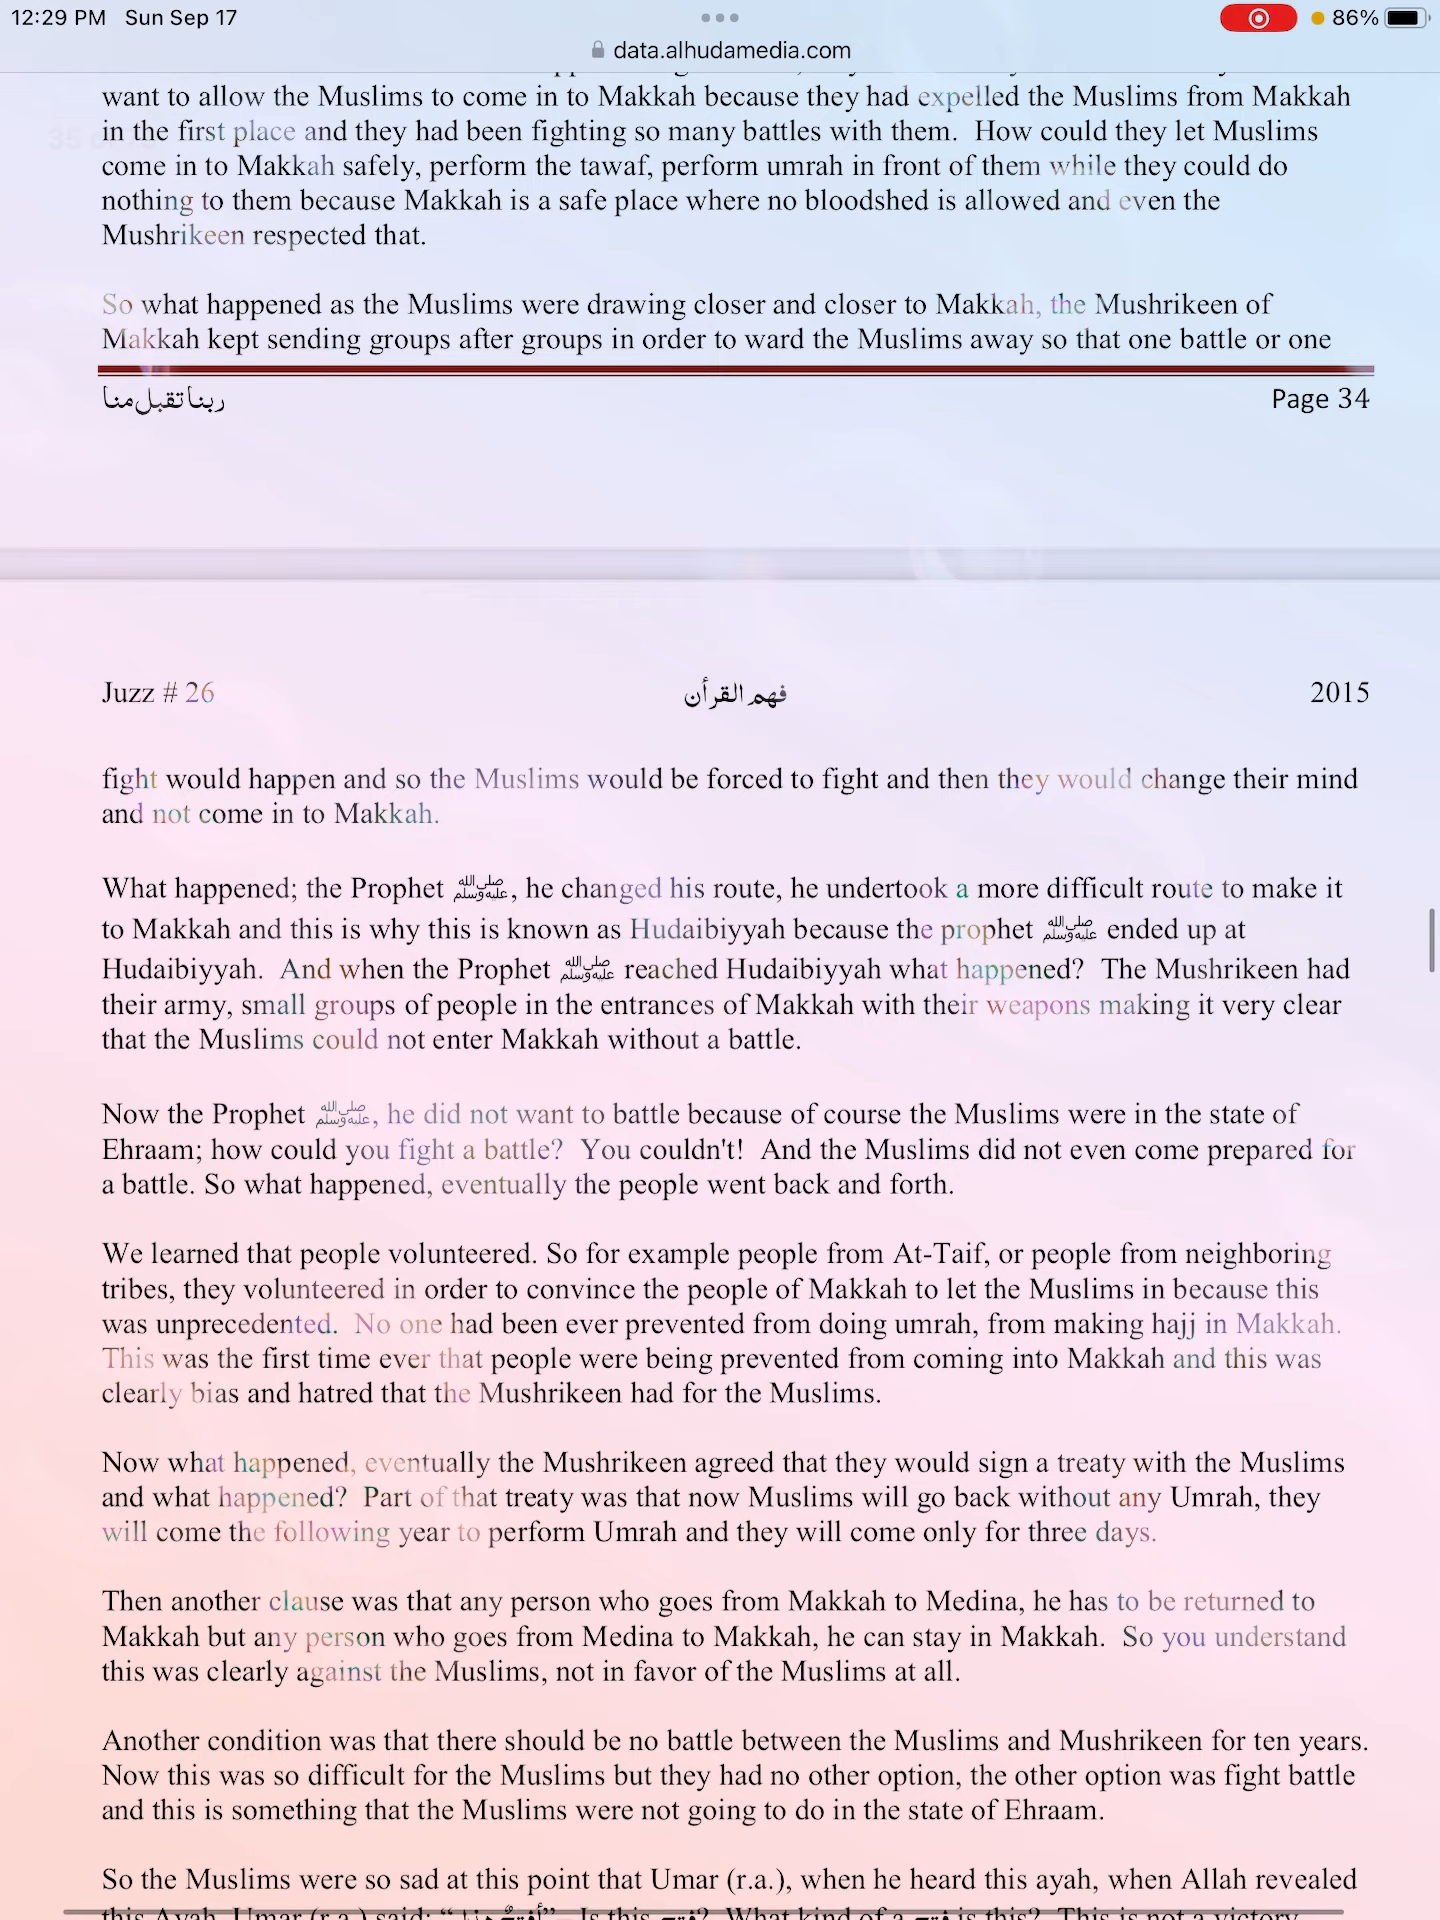 12:29 PM Sun Sep 17
86%
data.alhudamedia.com
want to allow the Muslims to come in to Makkah because they had expelled the Muslims from Makkah
in the first place and they had been fighting so many battles with them. How could they let Muslims
come in to Makkah safely, perform the tawaf, perform umrah in front of them while they could do
nothing to them because Makkah is a safe place where no bloodshed is allowed and even the
Mushrikeen respected that.
So what happened as the Muslims were drawing closer and closer to Makkah, the Mushrikeen of
Makkah kept sending groups after groups in order to ward the Muslims away so that one battle or one
ربنا تقبل منا
Page 34
Juzz # 26
فهم القرأن
2015
fight would happen and so the Muslims would be forced to fight and then they would change their mind
and not come in to Makkah.
What happened; the Prophet ﷺ, he changed his route, he undertook a more difficult route to make it
to Makkah and this is why this is known as Hudaibiyyah because the prophet ﷺ ended up at
Hudaibiyyah. And when the Prophet ﷺ reached Hudaibiyyah what happened? The Mushrikeen had
their army, small groups of people in the entrances of Makkah with their weapons making it very clear
that the Muslims could not enter Makkah without a battle.
Now the Prophet ﷺ, he did not want to battle because of course the Muslims were in the state of
Ehraam; how could you fight a battle? You couldn't! And the Muslims did not even come prepared for
a battle. So what happened, eventually the people went back and forth.
We learned that people volunteered. So for example people from At-Taif, or people from neighboring
tribes, they volunteered in order to convince the people of Makkah to let the Muslims in because this
was unprecedented. No one had been ever prevented from doing umrah, from making hajj in Makkah.
This was the first time ever that people were being prevented from coming into Makkah and this was
clearly bias and hatred that the Mushrikeen had for the Muslims.
Now what happened, eventually the Mushrikeen agreed that they would sign a treaty with the Muslims
and what happened? Part of that treaty was that now Muslims will go back without any Umrah, they
will come the following year to perform Umrah and they will come only for three days.
Then another clause was that any person who goes from Makkah to Medina, he has to be returned to
Makkah but any person who goes from Medina to Makkah, he can stay in Makkah. So you understand
this was clearly against the Muslims, not in favor of the Muslims at all.
Another condition was that there should be no battle between the Muslims and Mushrikeen for ten years.
Now this was so difficult for the Muslims but they had no other option, the other option was fight battle
and this is something that the Muslims were not going to do in the state of Ehraam.
So the Muslims were so sad at this point that Umar (r.a.), when he heard this ayah, when Allah revealed